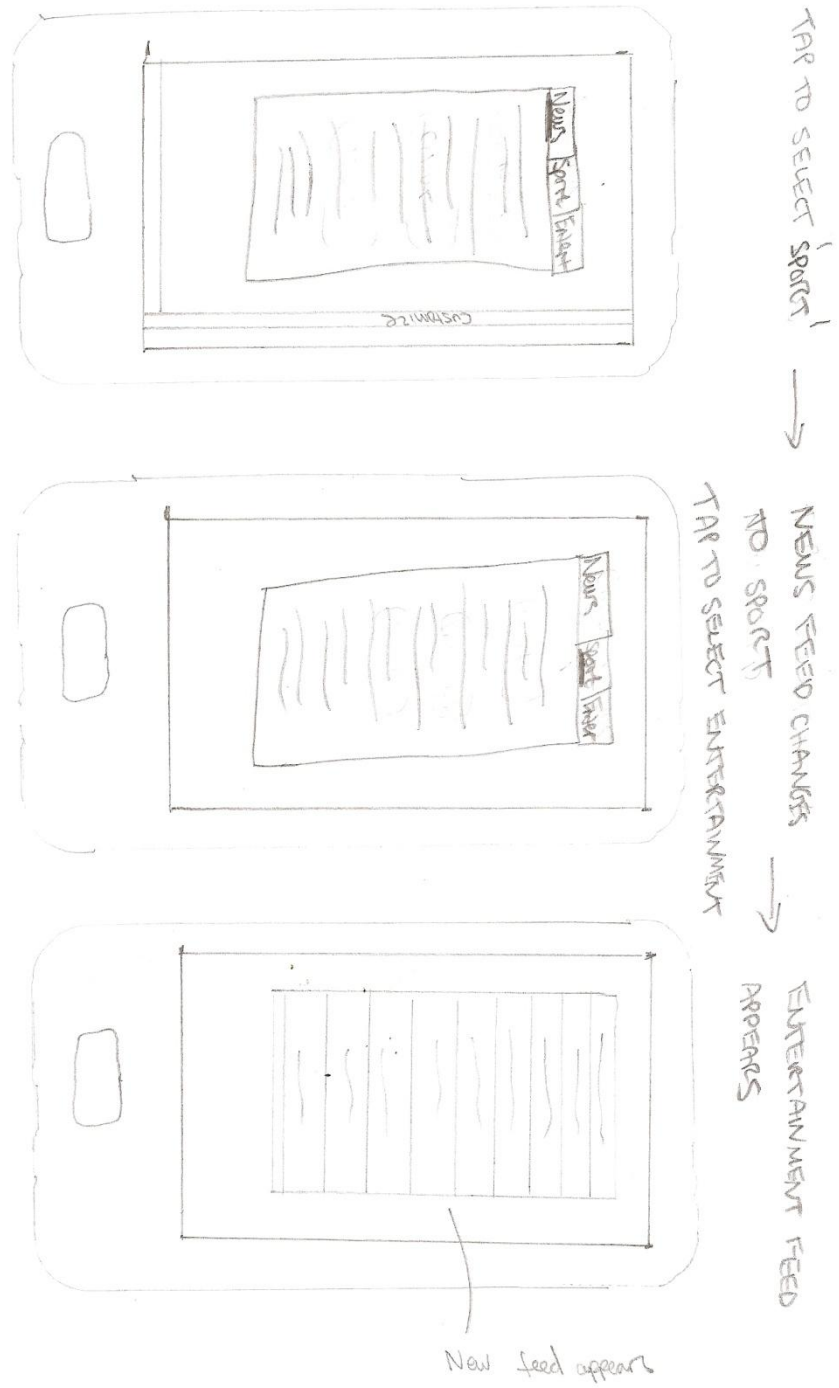 TAP TO SELECT 'SPORT' →
NEWS FEED CHANGES
TO SPORT →
TAP TO SELECT ENTERTAINMENT
ENTERTAINMENT FEED
APPEARS
News Sport Entert
customize
News Sport Enter
New feed appears